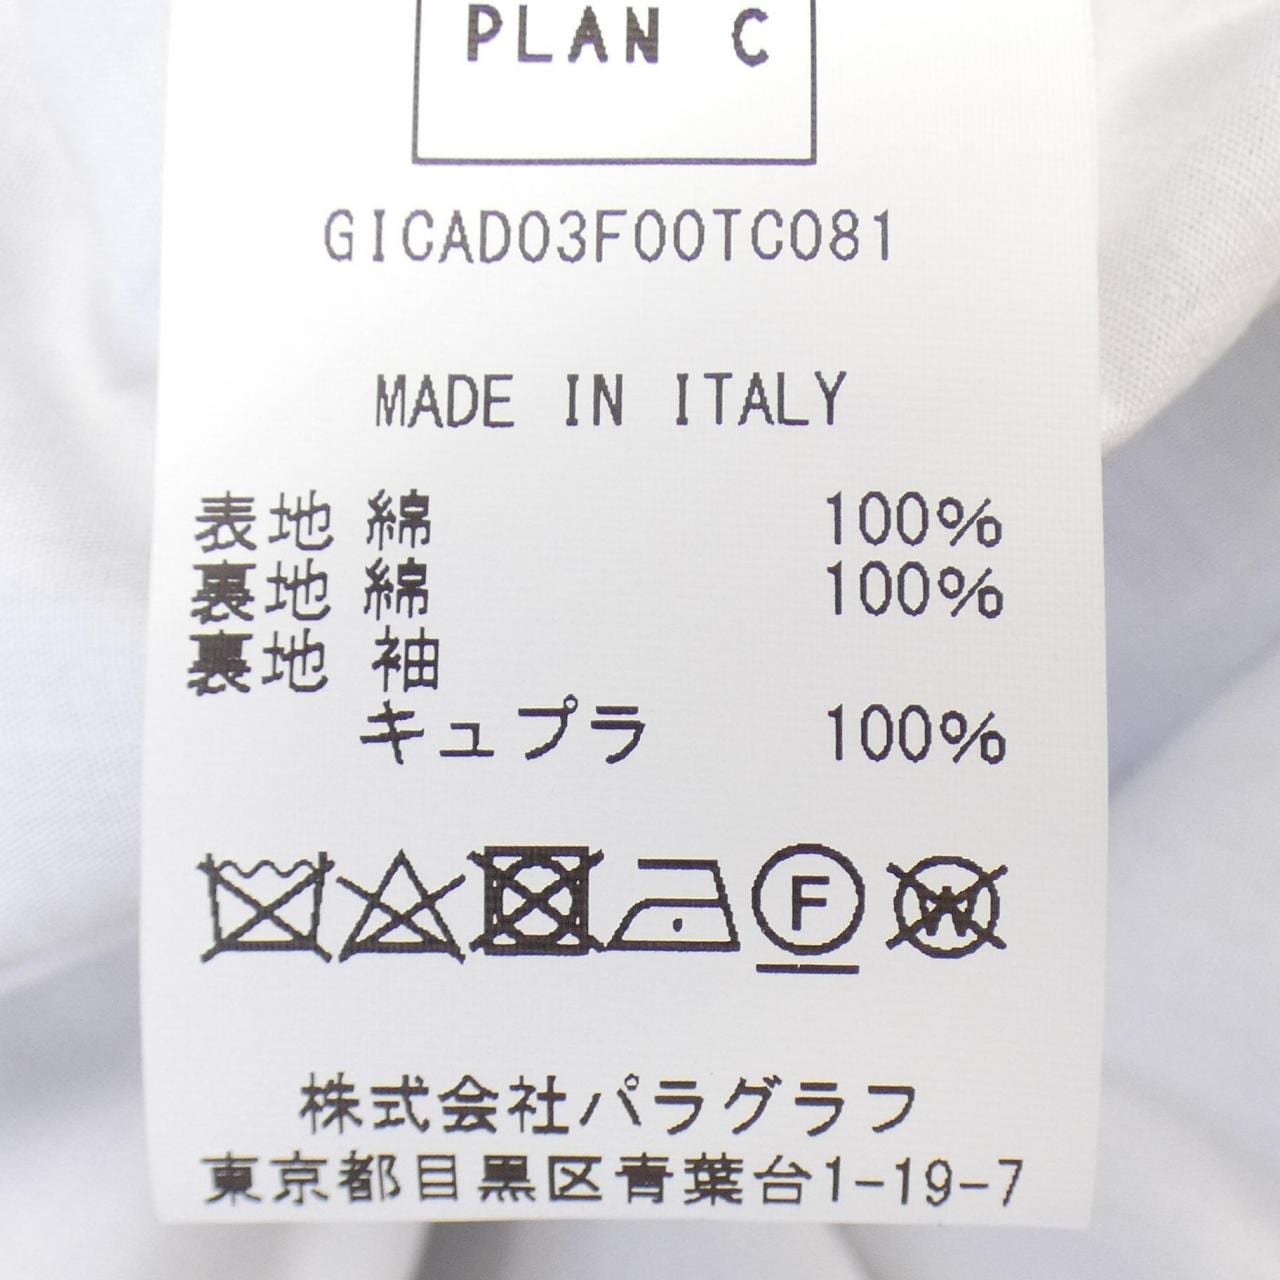 PLAN C
GICAD03F00TC081
MADE IN ITALY
表地 綿 100%
裏地 綿 100%
裏地 袖
キュプラ 100%
F W
株式会社パラグラフ
東京都目黒区青葉台1-19-7